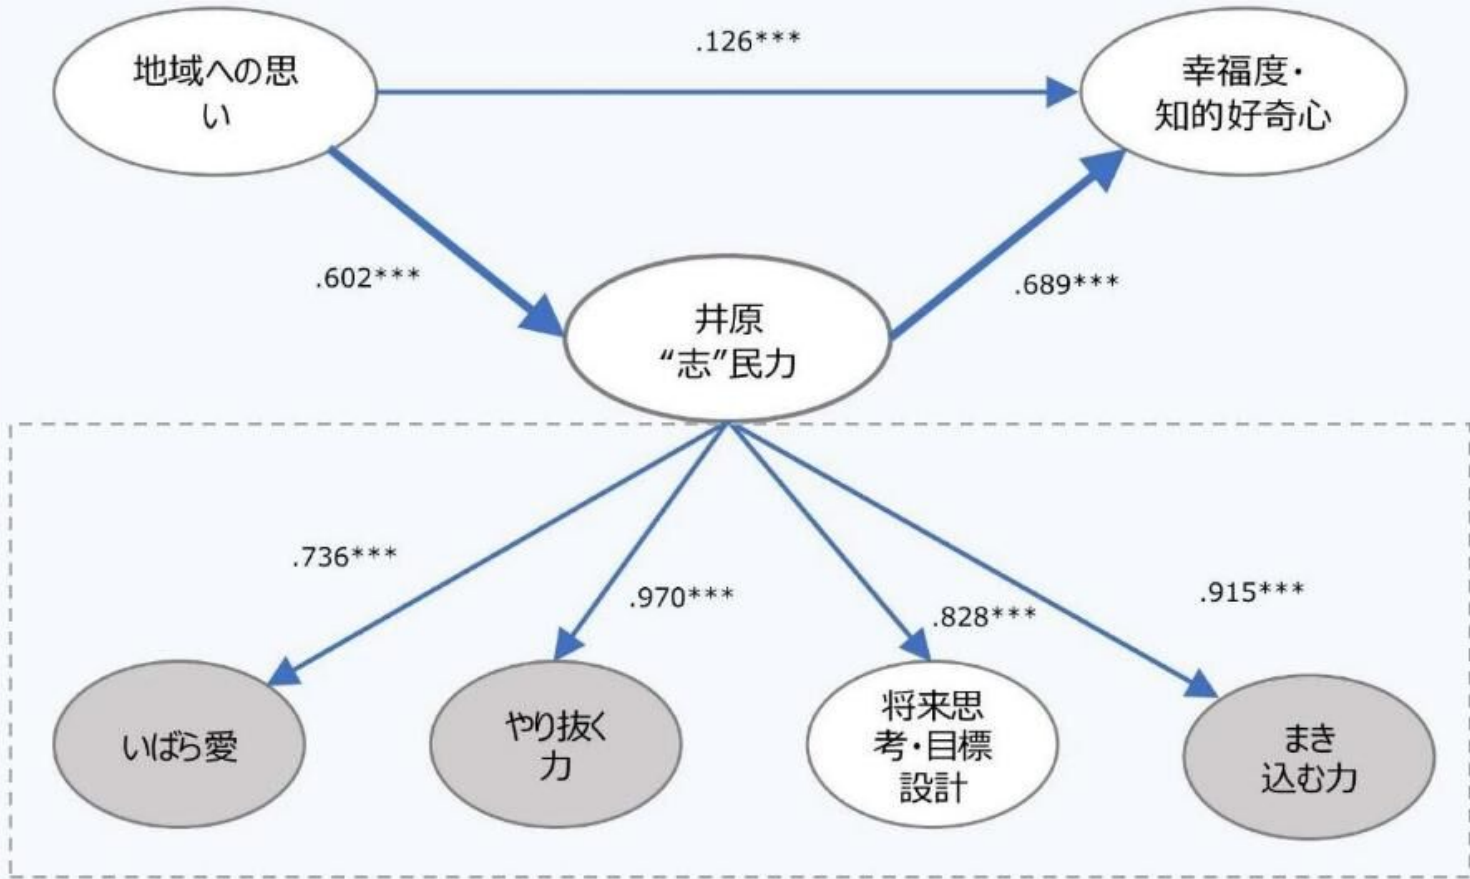 .126***
地域への思
い
幸福度・
知的好奇心
.602***
.689***
井原
“志”民力
.736***
.970***
.828***
.915***
いばら愛
やり抜く
力
将来思
考・目標
設計
まき
込む力